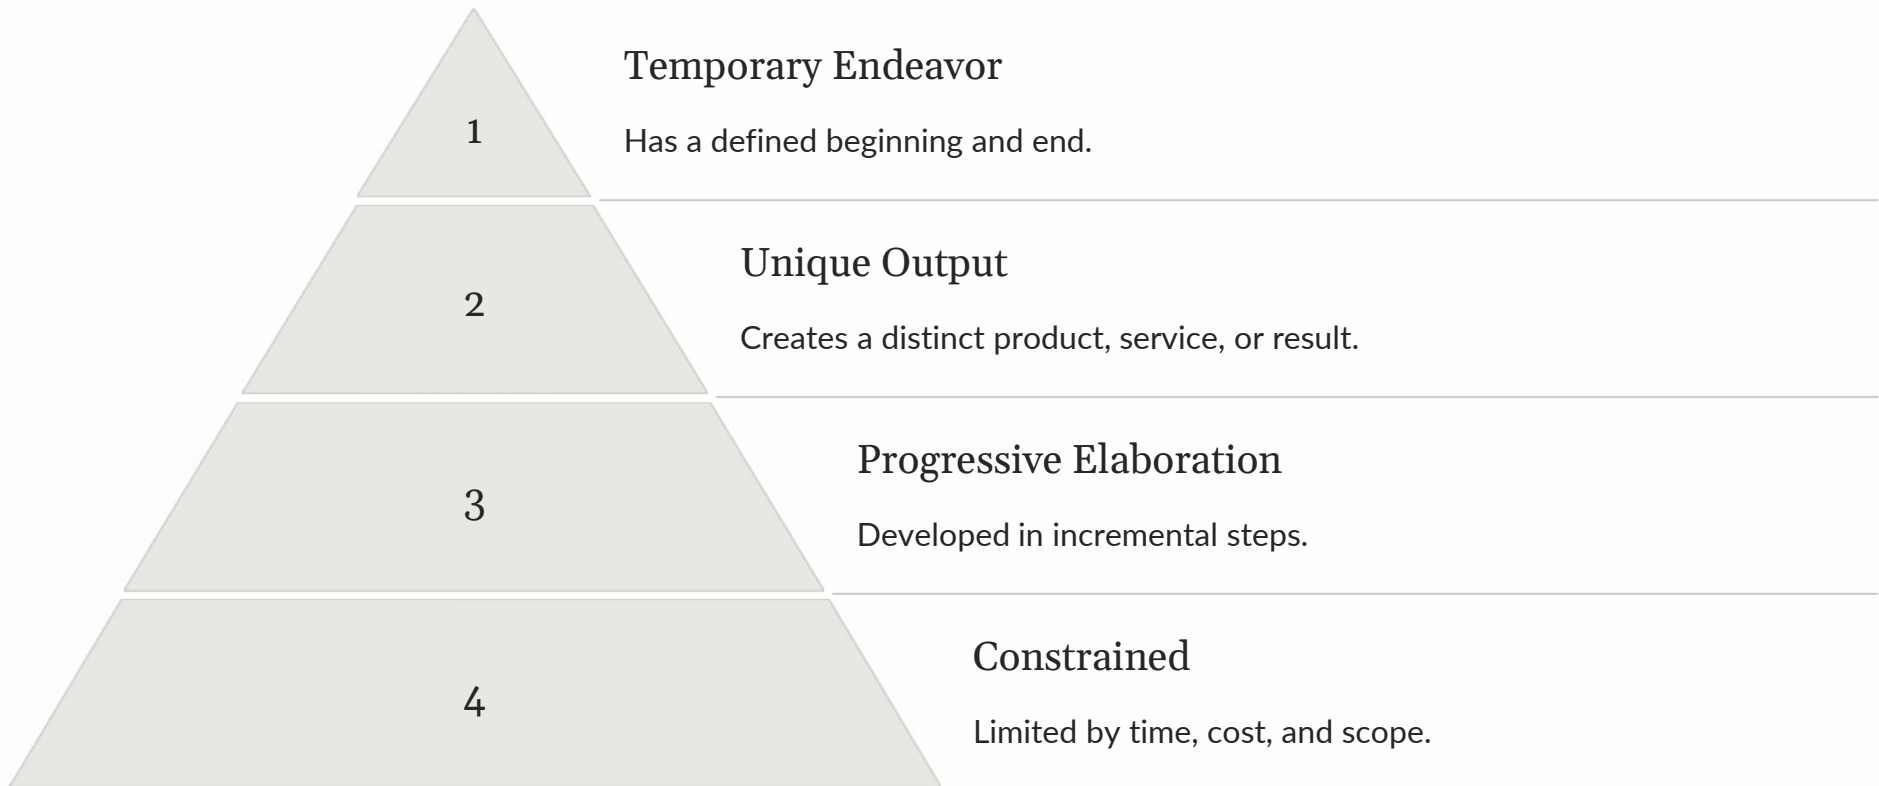 1
Temporary Endeavor
Has a defined beginning and end.
2
Unique Output
Creates a distinct product, service, or result.
3
Progressive Elaboration
Developed in incremental steps.
4
Constrained
Limited by time, cost, and scope.